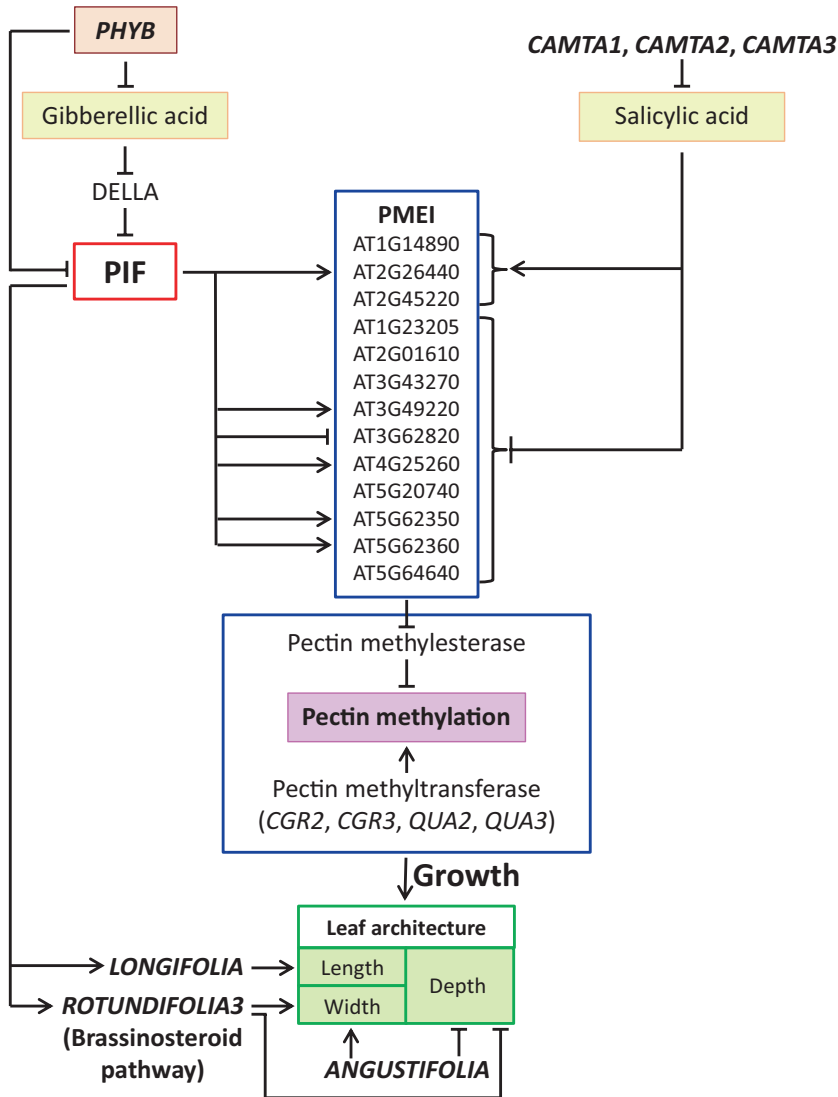 PHYB
CAMTA1, CAMTA2, CAMTA3
Gibberellic acid
Salicylic acid
DELLA
PIF
PMEI
AT1G14890
AT2G26440
AT2G45220
AT1G23205
AT2G01610
AT3G43270
AT3G49220
AT3G62820
AT4G25260
AT5G20740
AT5G62350
AT5G62360
AT5G64640
Pectin methylesterase
Pectin methylation
Pectin methyltransferase
(CGR2, CGR3, QUA2, QUA3)
Growth
Leaf architecture
LONGIFOLIA
Length
Depth
ROTUNDIFOLIA3
Width
(Brassinosteroid
pathway)
ANGUSTIFOLIA